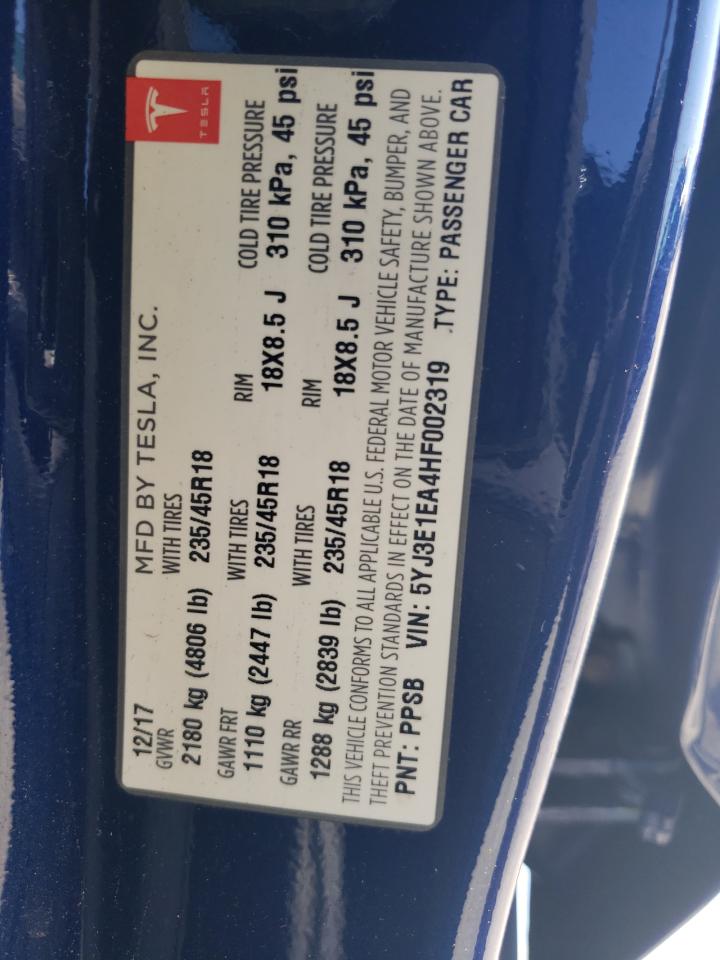 TESLA
12/17 MFD BY TESLA, INC.
GVWR WITH TIRES
2180 kg (4806 lb) 235/45R18
GAWR FRT WITH TIRES RIM COLD TIRE PRESSURE
1110 kg (2447 lb) 235/45R18 18X8.5 J 310 kPa, 45 psi
GAWR RR WITH TIRES RIM COLD TIRE PRESSURE
1288 kg (2839 lb) 235/45R18 18X8.5 J 310 kPa, 45 psi
THIS VEHICLE CONFORMS TO ALL APPLICABLE U.S. FEDERAL MOTOR VEHICLE SAFETY, BUMPER, AND
THEFT PREVENTION STANDARDS IN EFFECT ON THE DATE OF MANUFACTURE SHOWN ABOVE.
PNT: PPSB VIN: 5YJ3E1EA4HF002319 TYPE: PASSENGER CAR